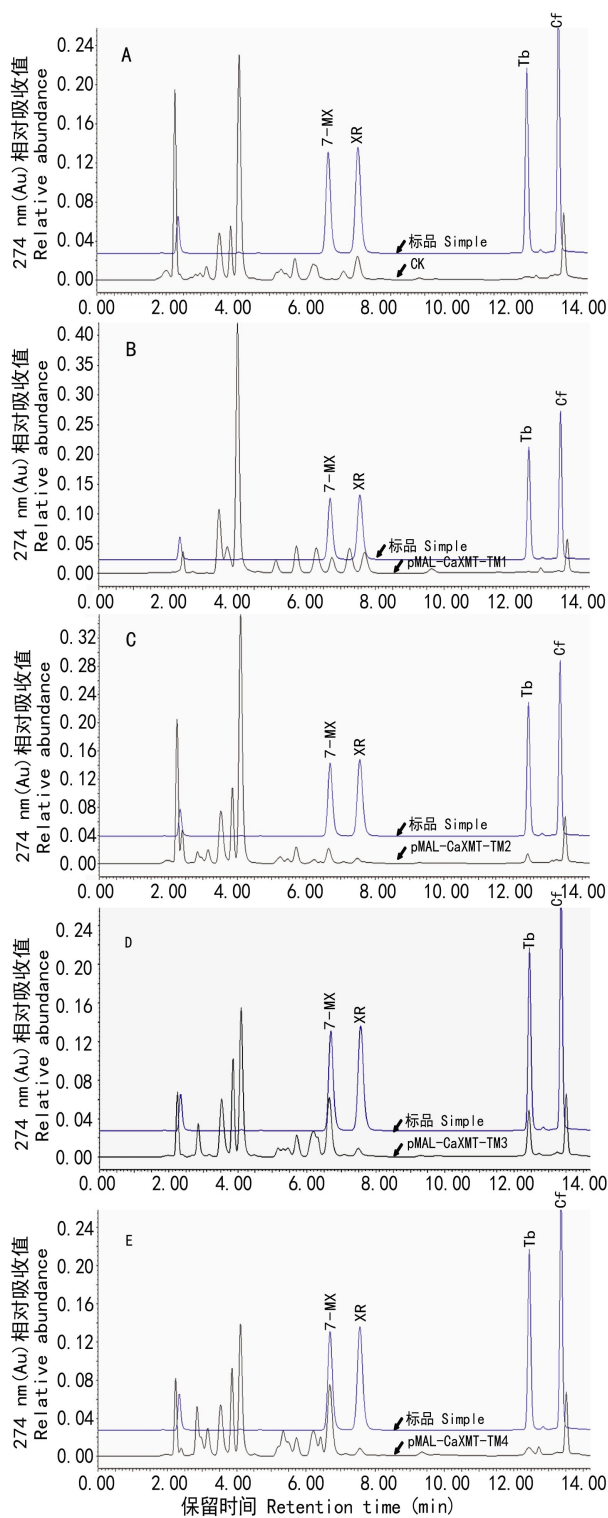 274 nm(Au)相对吸收值
Relative abundance
A
0.24
0.20
0.16
0.12
0.08
0.04
0.00
7-MX
XR
Tb
Cf
标品 Simple
CK
0.00 2.00 4.00 6.00 8.00 10.00 12.00 14.00
274 nm(Au)相对吸收值
Relative abundance
B
0.40
0.35
0.30
0.25
0.20
0.15
0.10
0.05
0.00
7-MX
XR
Tb
Cf
标品 Simple
pMAL-CaXMT-TM1
0.00 2.00 4.00 6.00 8.00 10.00 12.00 14.00
274 nm(Au)相对吸收值
Relative abundance
C
0.32
0.28
0.24
0.20
0.16
0.12
0.08
0.04
0.00
7-MX
XR
Tb
Cf
标品 Simple
pMAL-CaXMT-TM2
0.00 2.00 4.00 6.00 8.00 10.00 12.00 14.00
274 nm(Au)相对吸收值
Relative abundance
D
0.24
0.20
0.16
0.12
0.08
0.04
0.00
7-MX
XR
Tb
Cf
标品 Simple
pMAL-CaXMT-TM3
0.00 2.00 4.00 6.00 8.00 10.00 12.00 14.00
274 nm(Au)相对吸收值
Relative abundance
E
0.24
0.20
0.16
0.12
0.08
0.04
0.00
7-MX
XR
Tb
Cf
标品 Simple
pMAL-CaXMT-TM4
0.00 2.00 4.00 6.00 8.00 10.00 12.00 14.00
保留时间 Retention time (min)